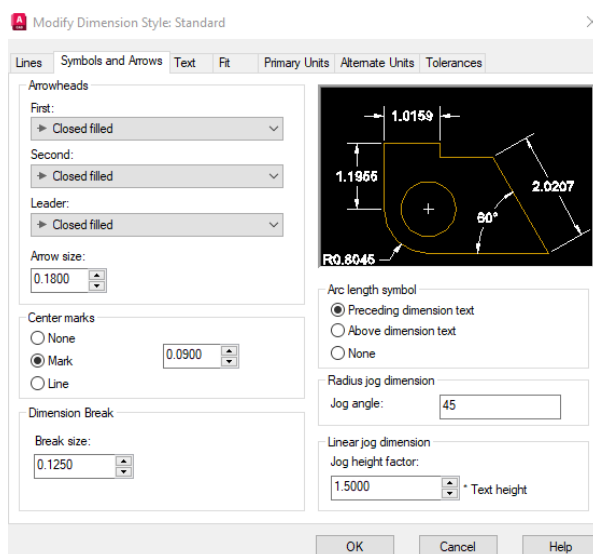 Modify Dimension Style: Standard
Lines Symbols and Arrows Text Fit Primary Units Alternate Units Tolerances
Arrowheads
First:
Closed filled
Second:
Closed filled
Leader:
Closed filled
Arrow size:
0.1800
Center marks
None
Mark
0.0900
Line
Dimension Break
Break size:
0.1250
1.0159
1.1955
2.0207
60°
R0.8045
Arc length symbol
Preceding dimension text
Above dimension text
None
Radius jog dimension
Jog angle:
45
Linear jog dimension
Jog height factor:
1.5000
* Text height
OK Cancel Help